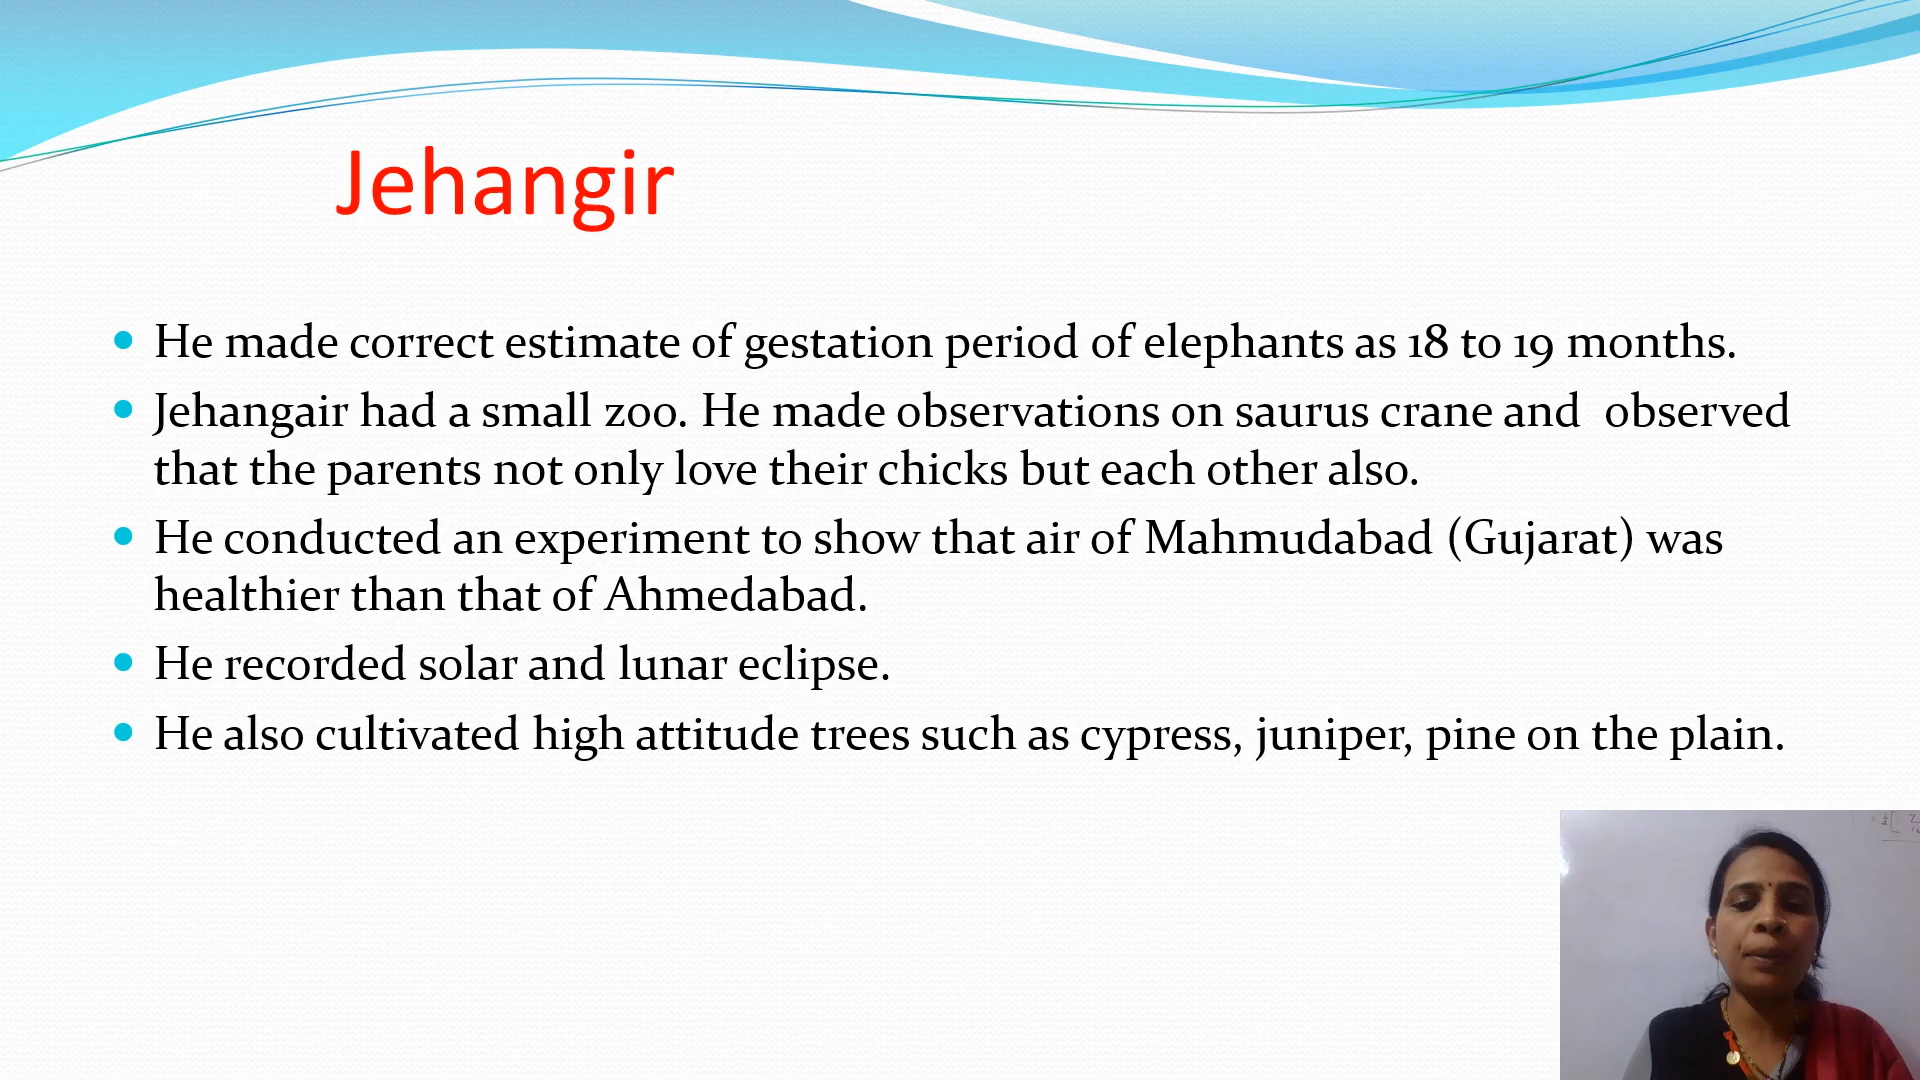 Jehangir
He made correct estimate of gestation period of elephants as 18 to 19 months.
Jehangair had a small zoo. He made observations on saurus crane and observed
that the parents not only love their chicks but each other also.
He conducted an experiment to show that air of Mahmudabad (Gujarat) was
healthier than that of Ahmedabad.
He recorded solar and lunar eclipse.
He also cultivated high attitude trees such as cypress, juniper, pine on the plain.